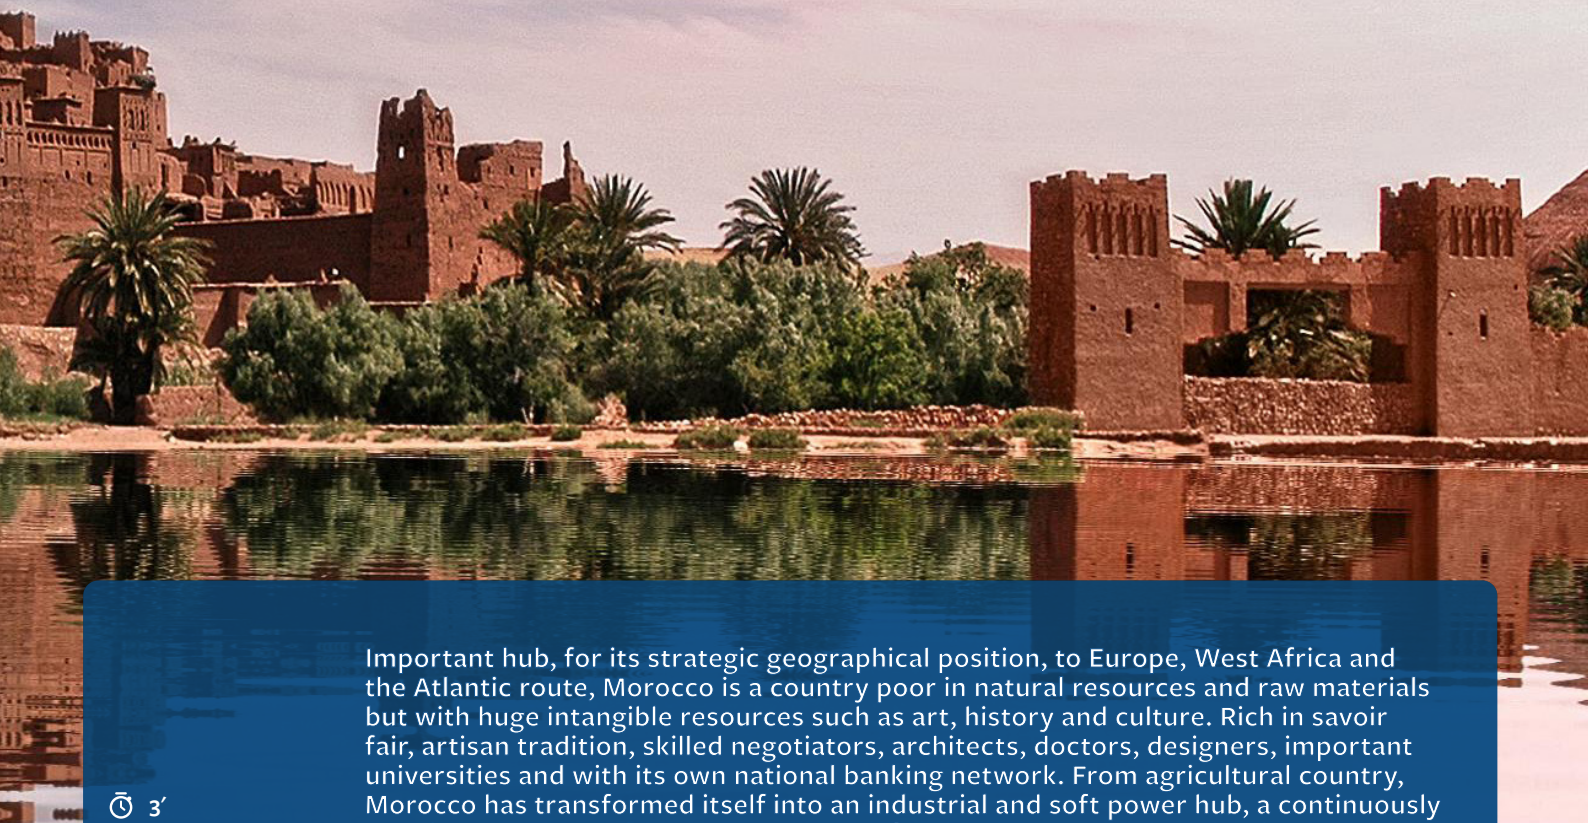 Important hub, for its strategic geographical position, to Europe, West Africa and
the Atlantic route, Morocco is a country poor in natural resources and raw materials
but with huge intangible resources such as art, history and culture. Rich in savoir
fair, artisan tradition, skilled negotiators, architects, doctors, designers, important
universities and with its own national banking network. From agricultural country,
Morocco has transformed itself into an industrial and soft power hub, a continuously
3′